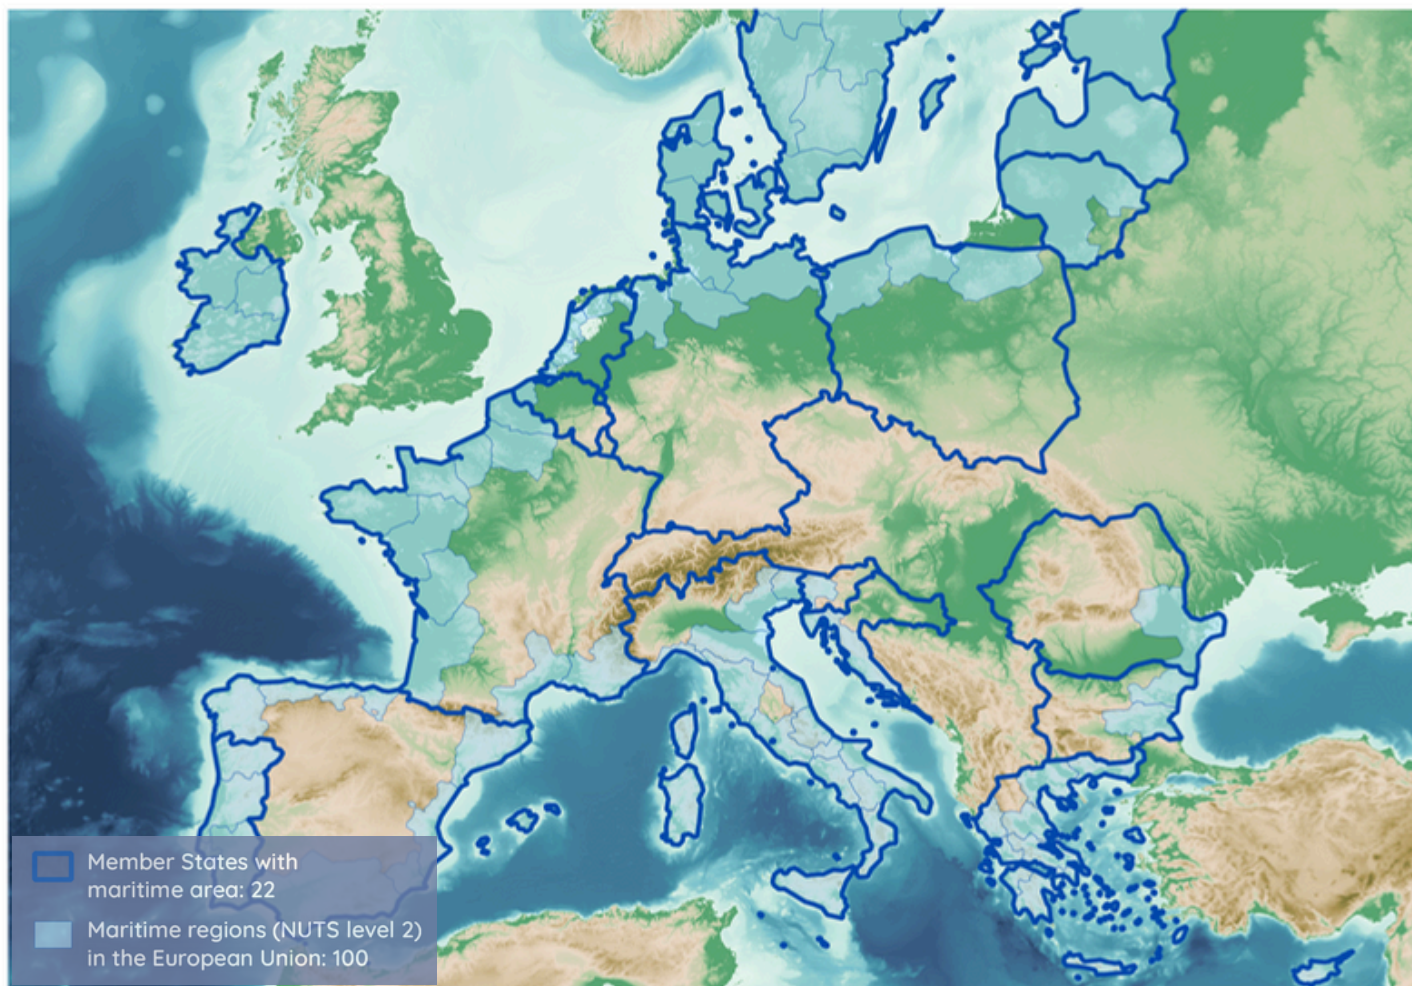 Member States with
maritime area: 22
Maritime regions (NUTS level 2)
in the European Union: 100